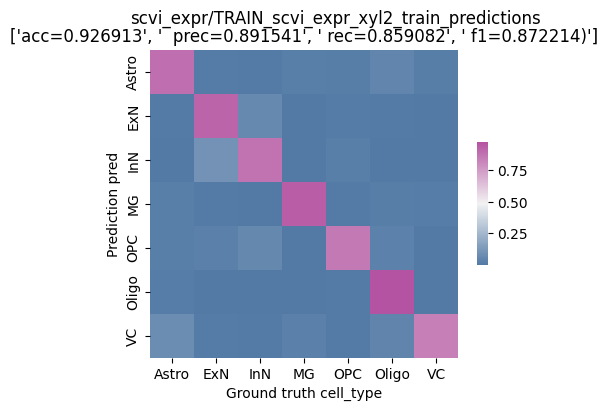 scvi_expr/TRAIN_scvi_expr_xyl2_train_predictions
['acc=0.926913', '  prec=0.891541', ' rec=0.859082', ' f1=0.872214)']
Astro
ExN
InN
MG
OPC
Oligo
VC
Prediction pred
Astro ExN InN MG OPC Oligo VC
Ground truth cell_type
0.75
0.50
0.25